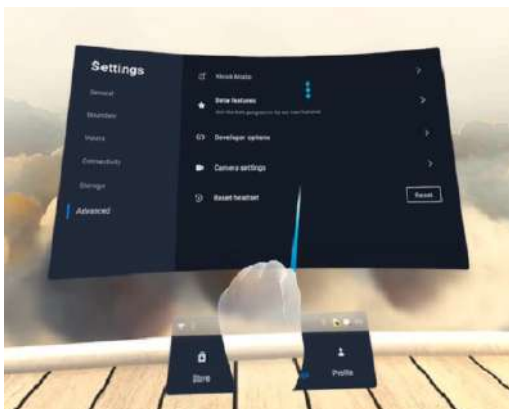 Settings
General
Boundary
Connectivity
Storage
Advanced
Kiosk Mode
Beta features
Developer options
Camera settings
Reset headset
Reset
Store
Profile